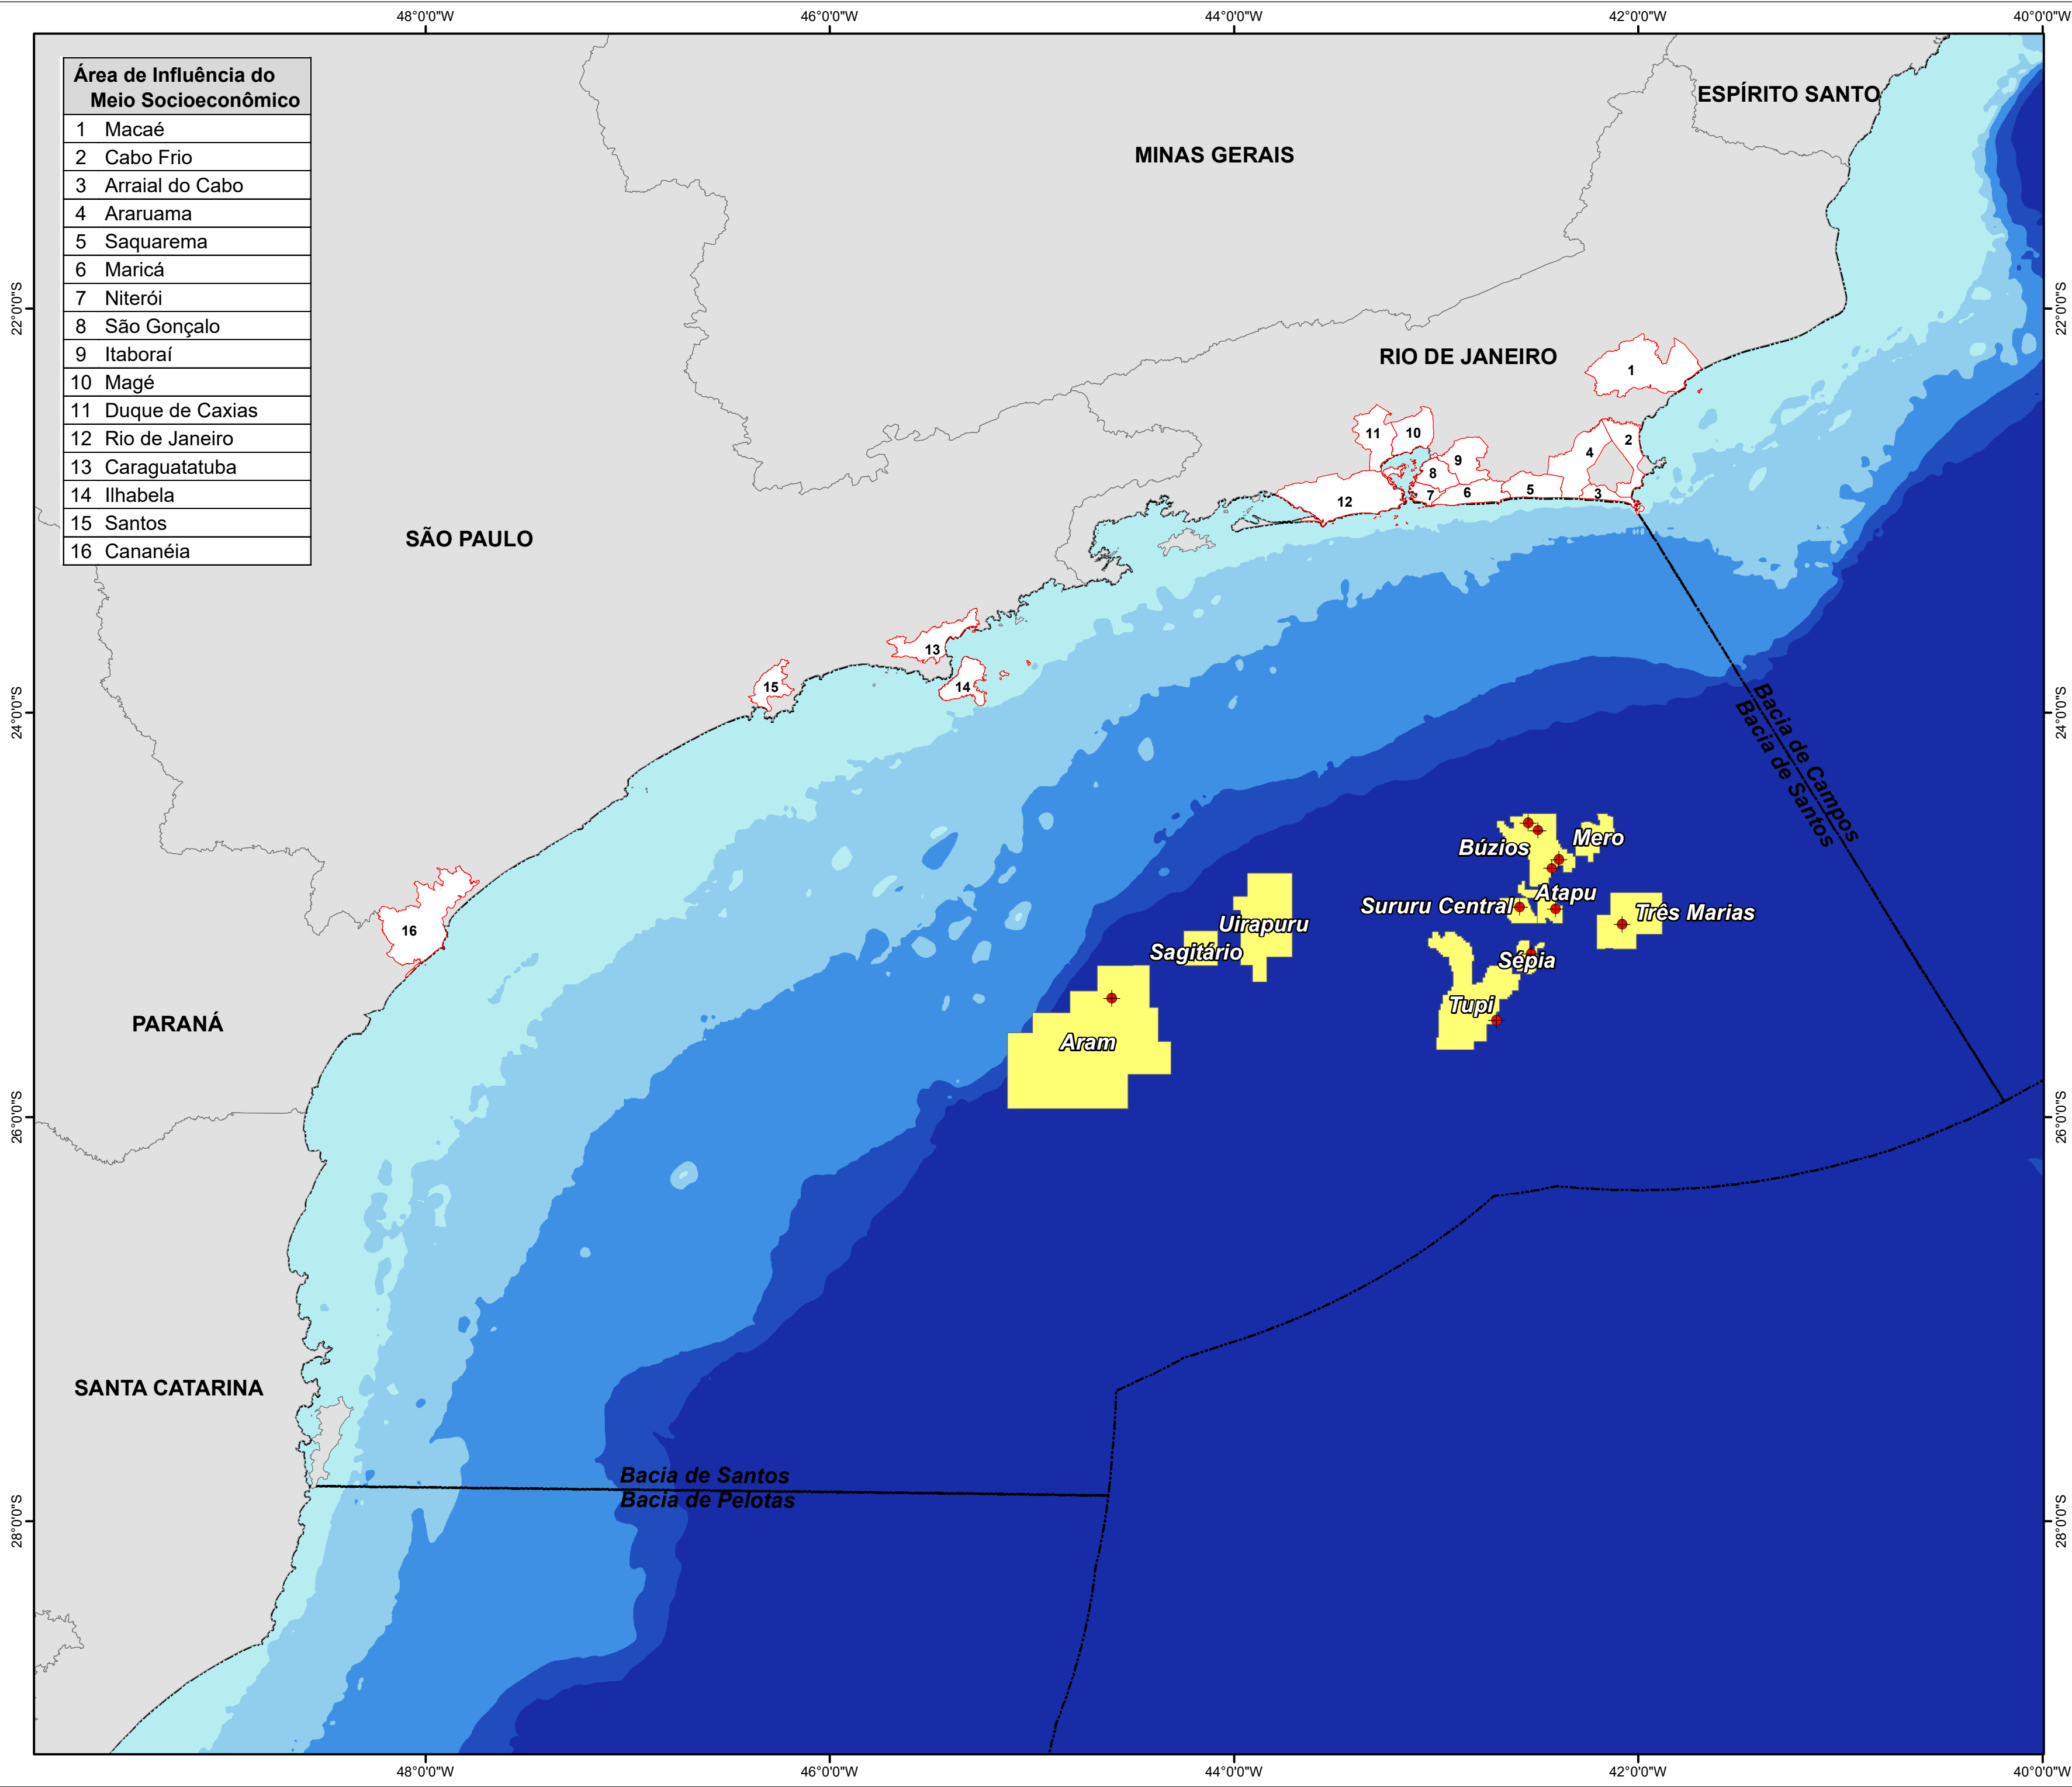 48°0'0"W 46°0'0"W 44°0'0"W 42°0'0"W 40°0'0"W
Área de Influência do
Meio Socioeconômico
1 Macaé
2 Cabo Frio
3 Arraial do Cabo
4 Araruama
5 Saquarema
6 Maricá
7 Niterói
8 São Gonçalo
9 Itaboraí
10 Magé
11 Duque de Caxias
12 Rio de Janeiro
13 Caraguatatuba
14 Ilhabela
15 Santos
16 Cananéia
ESPÍRITO SANTO
MINAS GERAIS
22°0'0"S
22°0'0"S
RIO DE JANEIRO
1
11
10
2
4
9
8
7
6
5
3
12
SÃO PAULO
13
15
14
24°0'0"S
24°0'0"S
Bacia de Campos
Bacia de Santos
Búzios
Mero
Atapu
Sururu Central
Três Marias
Uirapuru
Sagitário
Sépia
Tupi
Aram
16
PARANÁ
26°0'0"S
26°0'0"S
SANTA CATARINA
Bacia de Santos
Bacia de Pelotas
28°0'0"S
28°0'0"S
48°0'0"W 46°0'0"W 44°0'0"W 42°0'0"W 40°0'0"W